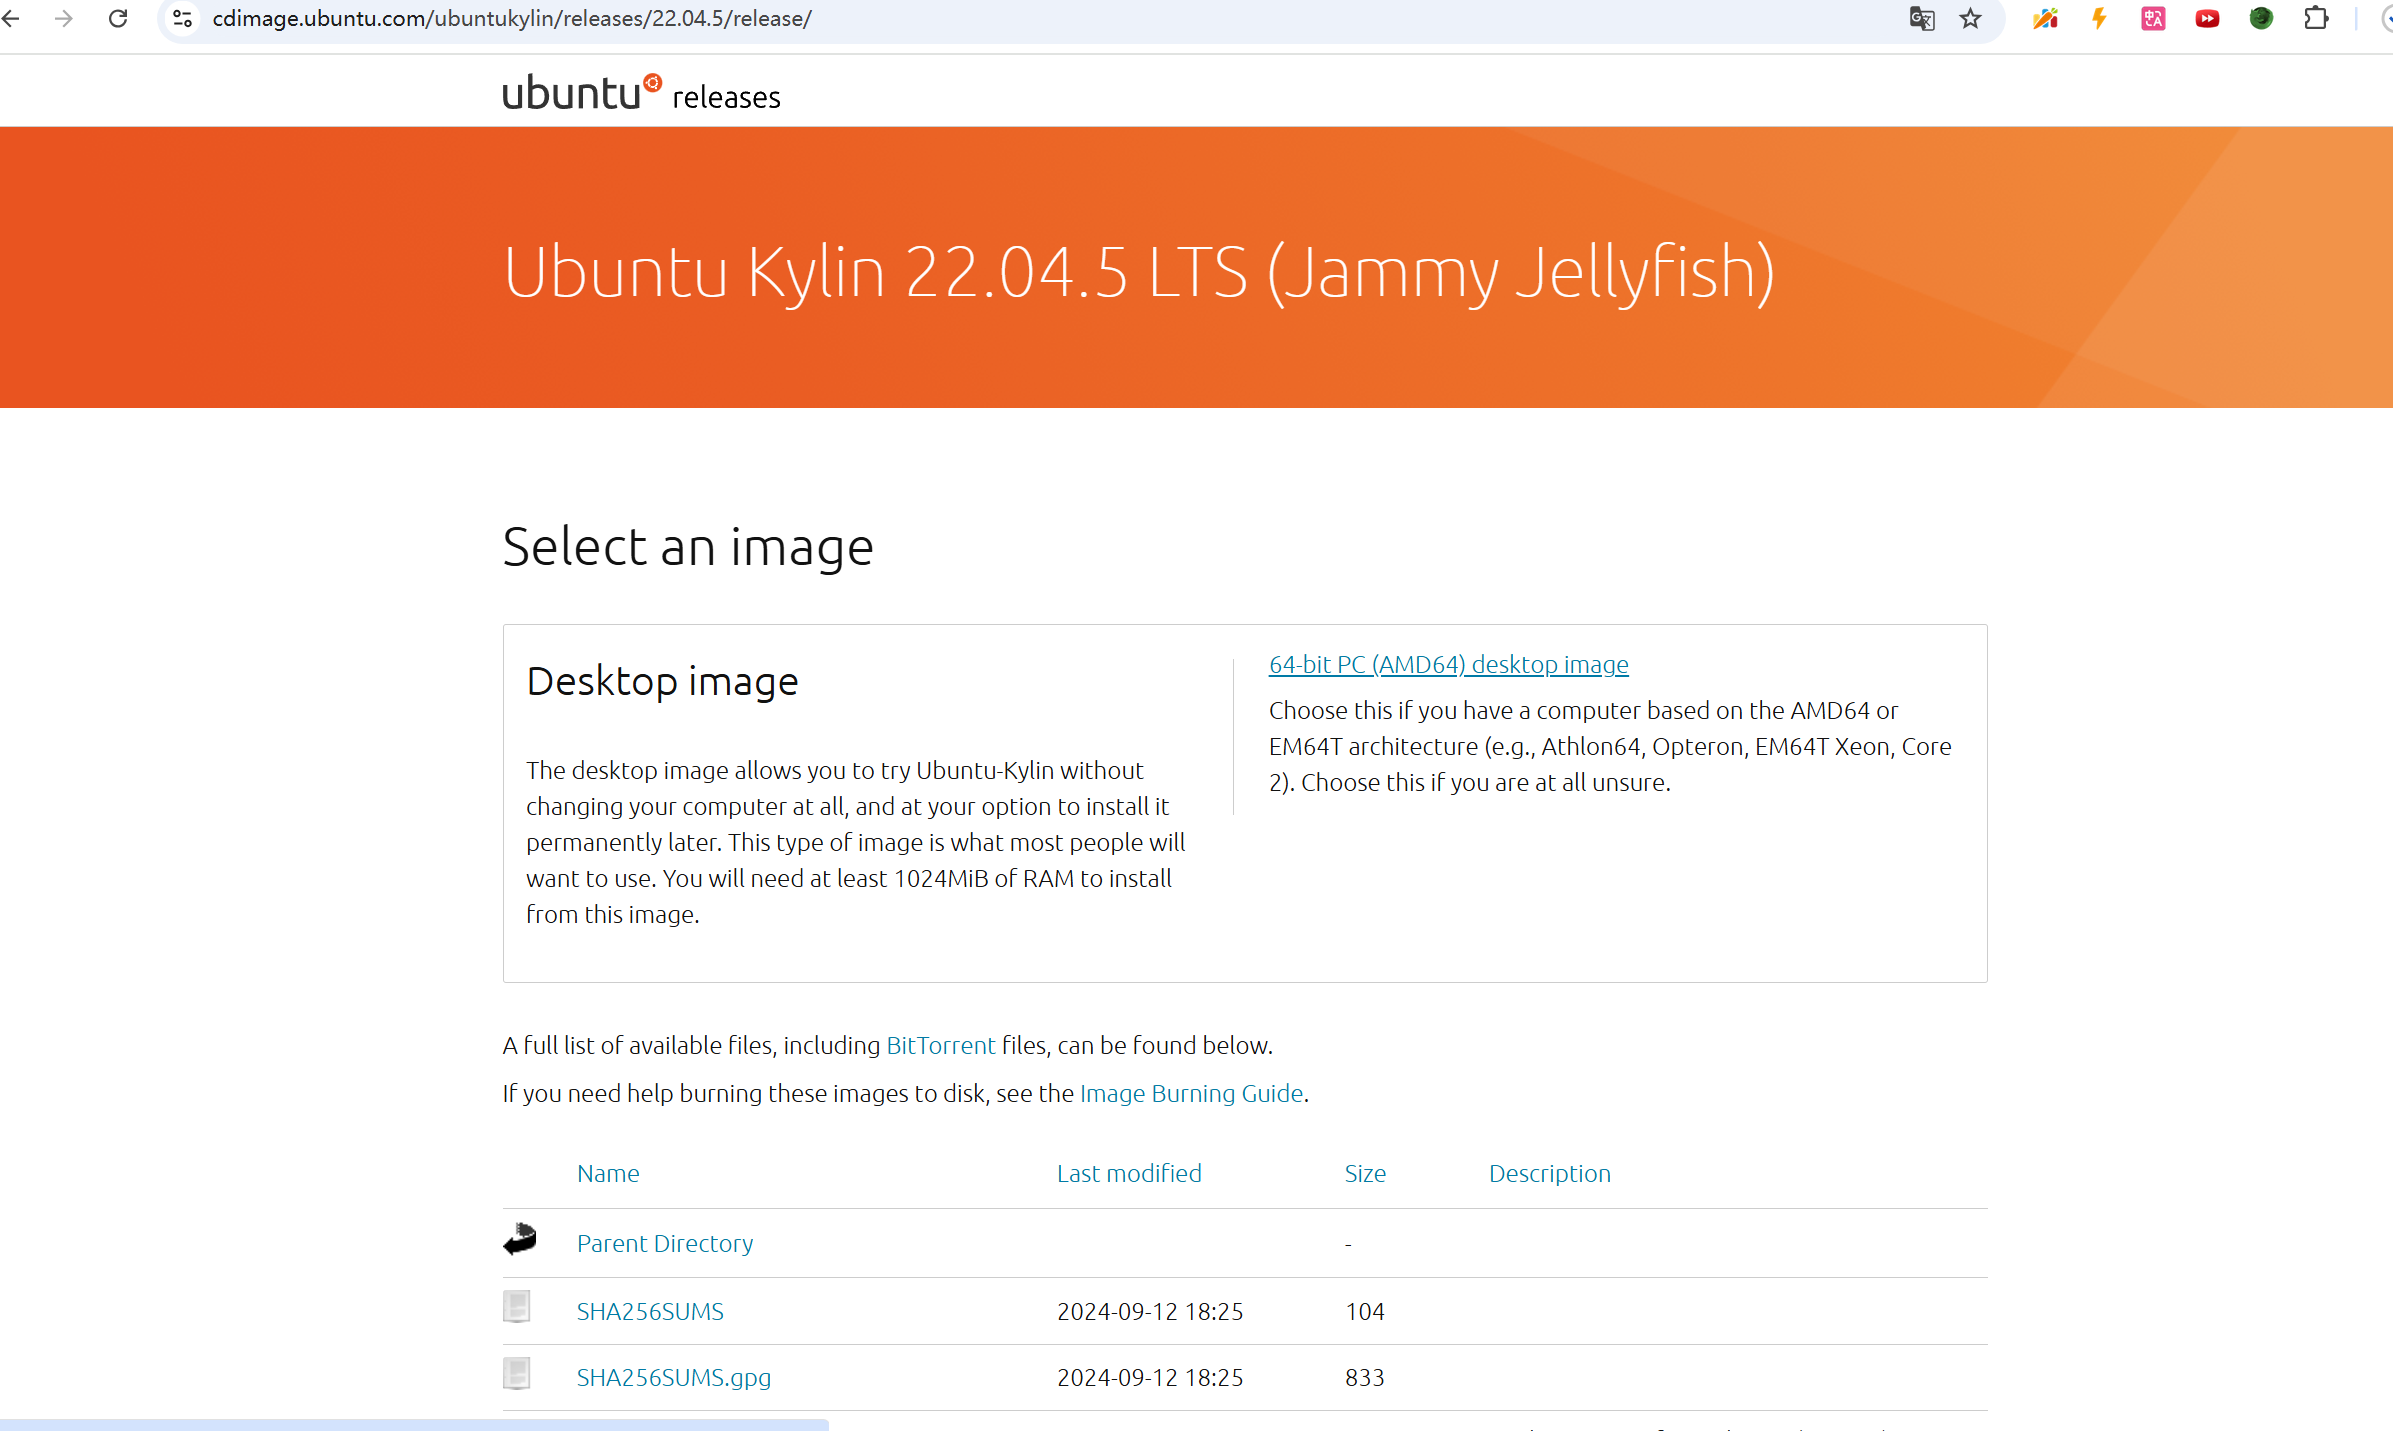 cdimage.ubuntu.com/ubuntukylin/releases/22.04.5/release/
ubuntu releases
Ubuntu Kylin 22.04.5 LTS (Jammy Jellyfish)
Select an image
Desktop image
The desktop image allows you to try Ubuntu-Kylin without
changing your computer at all, and at your option to install it
permanently later. This type of image is what most people will
want to use. You will need at least 1024MiB of RAM to install
from this image.
64-bit PC (AMD64) desktop image
Choose this if you have a computer based on the AMD64 or
EM64T architecture (e.g., Athlon64, Opteron, EM64T Xeon, Core
2). Choose this if you are at all unsure.
A full list of available files, including BitTorrent files, can be found below.
If you need help burning these images to disk, see the Image Burning Guide.
Name Last modified Size Description
Parent Directory -
SHA256SUMS 2024-09-12 18:25 104
SHA256SUMS.gpg 2024-09-12 18:25 833